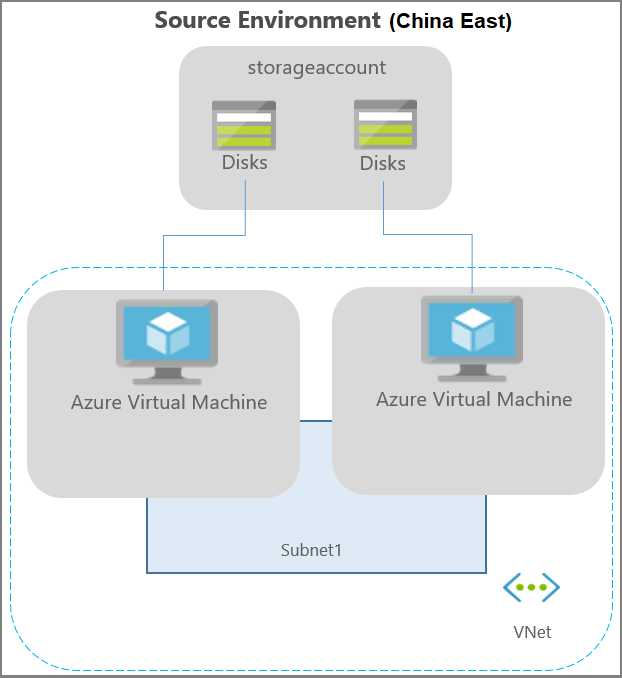 Source Environment (China East)
storageaccount
Disks
Disks
Azure Virtual Machine
Azure Virtual Machine
Subnet1
VNet